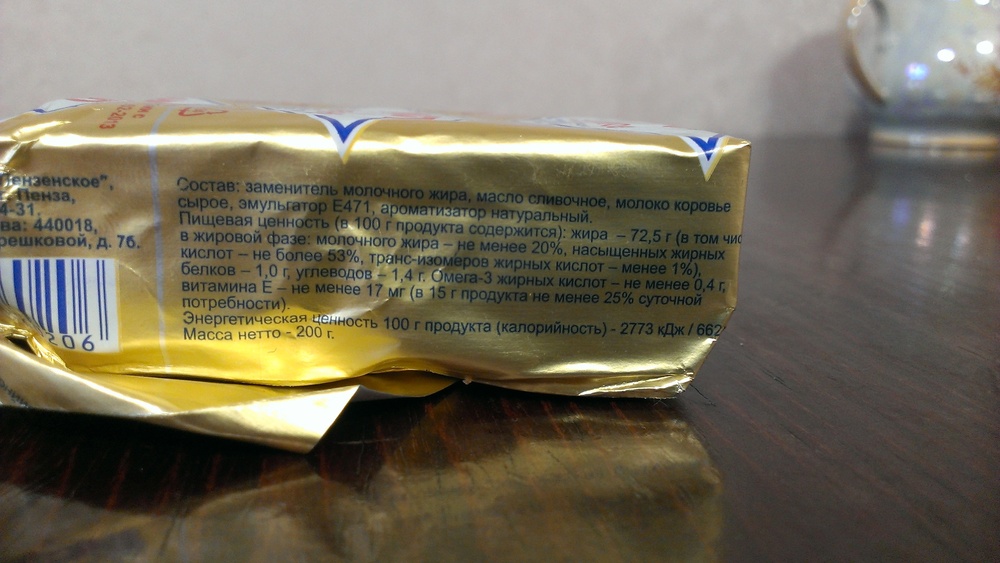 2-2013
Пензенское",
Пенза,
4-31.
ва: 440018,
решковой, д. 7б.
206
Состав: заменитель молочного жира, масло сливочное, молоко коровье
сырое, эмульгатор Е471, ароматизатор натуральный.
Пищевая ценность (в 100 г продукта содержится): жира – 72,5 г (в том чис
в жировой фазе: молочного жира – не менее 20%, насыщенных жирных
кислот – не более 53%, транс-изомеров жирных кислот – менее 1%),
белков – 1,0 г, углеводов – 1,4 г. Омега-3 жирных кислот – не менее 0,4 г,
витамина Е – не менее 17 мг (в 15 г продукта не менее 25% суточной
потребности).
Энергетическая ценность 100 г продукта (калорийность) - 2773 кДж / 662
Масса нетто - 200 г.